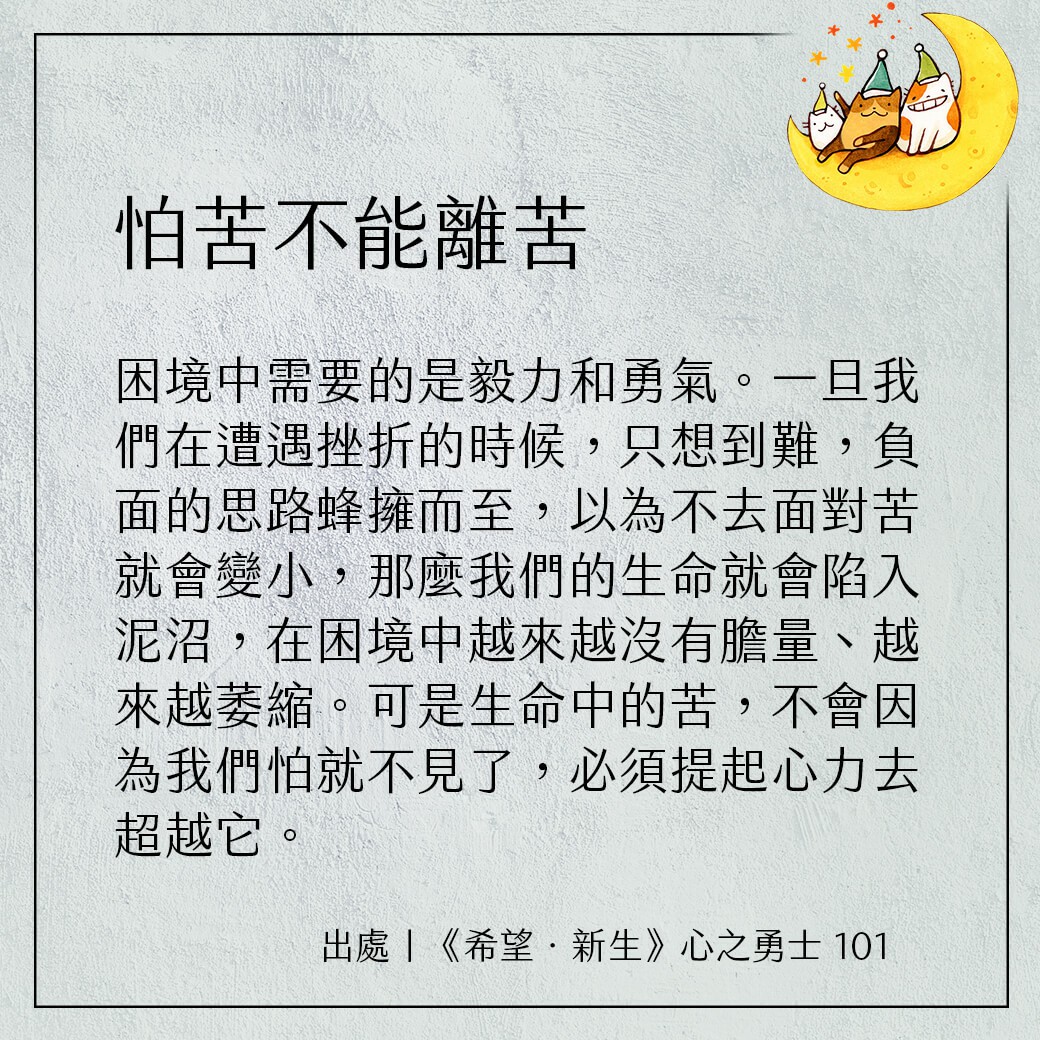 怕苦不能離苦
困境中需要的是毅力和勇氣。一旦我
們在遭遇挫折的時候，只想到難，負
面的思路蜂擁而至，以為不去面對苦
就會變小，那麼我們的生命就會陷入
泥沼，在困境中越來越沒有膽量、越
來越萎縮。可是生命中的苦，不會因
為我們怕就不見了，必須提起心力去
超越它。
出處｜《希望．新生》心之勇士 101